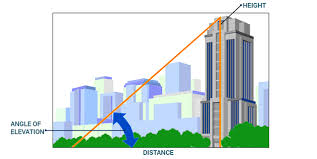 HEIGHT
ANGLE OF
ELEVATION
DISTANCE